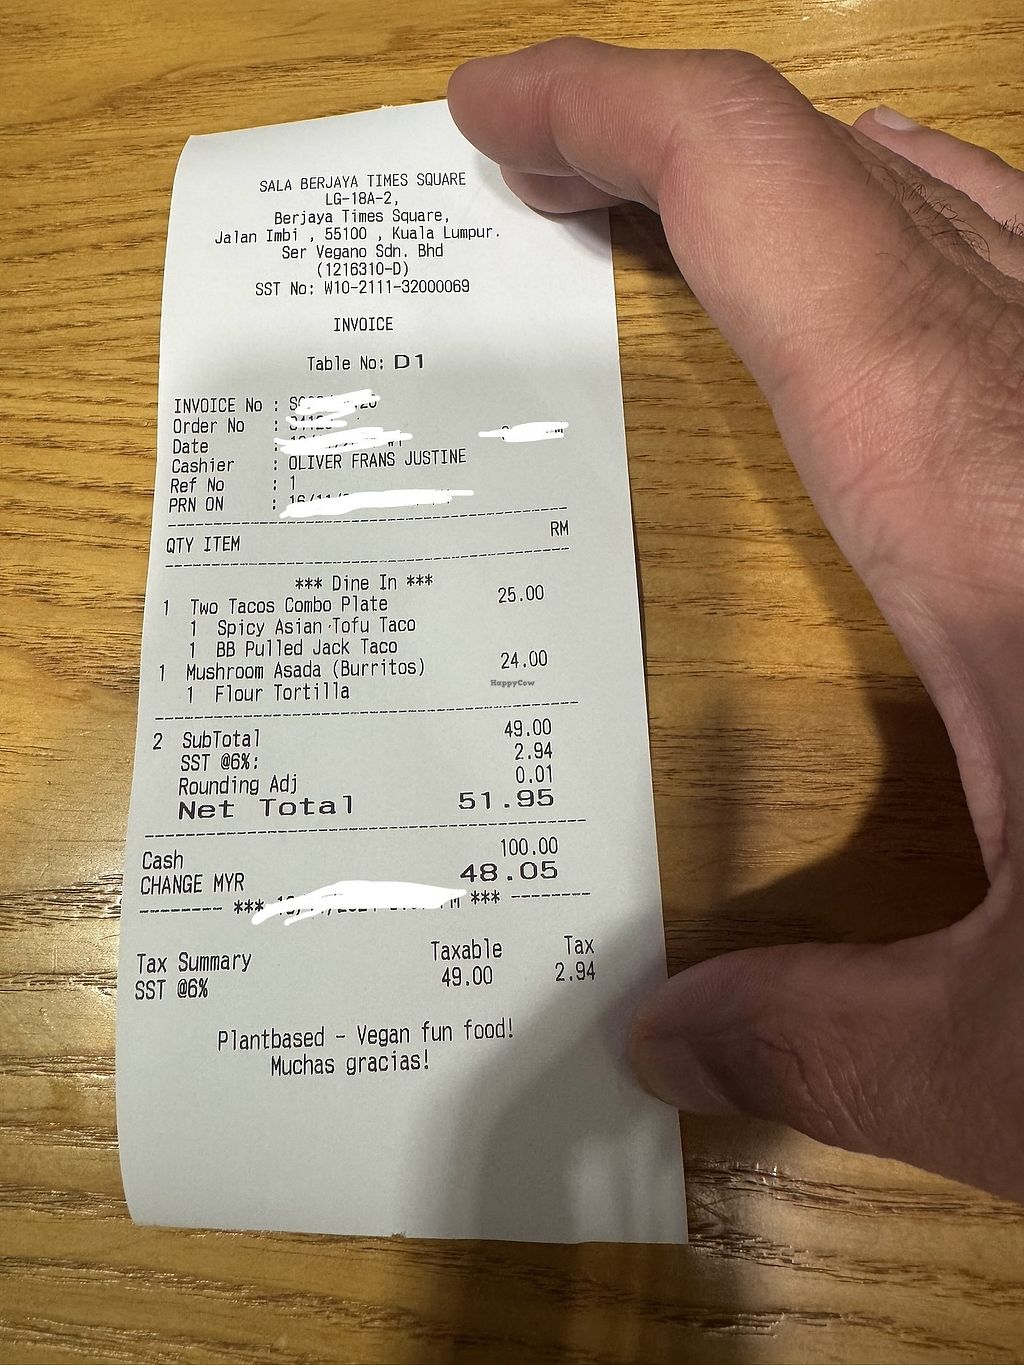 SALA BERJAYA TIMES SQUARE
LG-18A-2,
Berjaya Times Square,
Jalan Imbi , 55100 , Kuala Lumpur.
Ser Vegano Sdn. Bhd
(1216310-D)
SST No: W10-2111-32000069
INVOICE
Table No: D1
INVOICE No :
Order No :
Date :
Cashier : OLIVER FRANS JUSTINE
Ref No : 1
PRN ON :
QTY ITEM RM
*** Dine In ***
1 Two Tacos Combo Plate 25.00
1 Spicy Asian Tofu Taco
1 BB Pulled Jack Taco
1 Mushroom Asada (Burritos) 24.00
1 Flour Tortilla
HappyCow
2 SubTotal 49.00
SST @6%: 2.94
Rounding Adj 0.01
Net Total 51.95
Cash 100.00
CHANGE MYR 48.05
*** ***
Tax Summary Taxable Tax
SST @6% 49.00 2.94
Plantbased - Vegan fun food!
Muchas gracias!